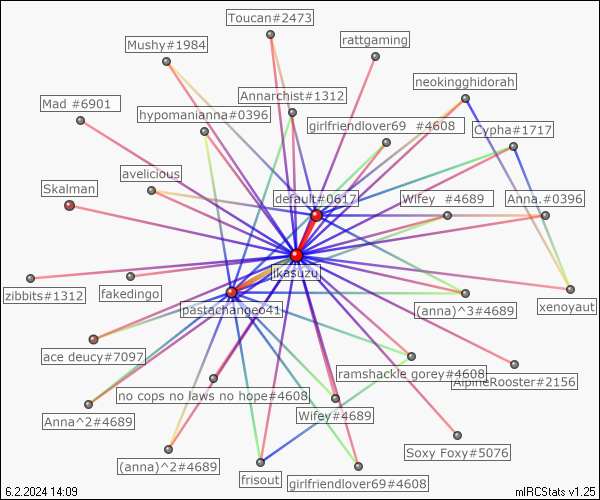 Toucan#2473
Mushy#1984
rattgaming
neokingghidorah
Mad #6901
Annarchist#1312
hypomanianna#0396
girlfriendlover69 #4608
Cypha#1717
avelicious
Skalman
default#0617
Wifey #4689
Anna.#0396
jkasuzu
zibbits#1312
fakedingo
pastachangeo41
(anna)^3#4689
xenoyaut
ace deucy#7097
ramshackle gorey#4608
AlpineRooster#2156
no cops no laws no hope#4608
Anna^2#4689
Wifey#4689
Soxy Foxy#5076
(anna)^2#4689
frisout
girlfriendlover69#4608
6.2.2024 14:09
mIRCStats v1.25